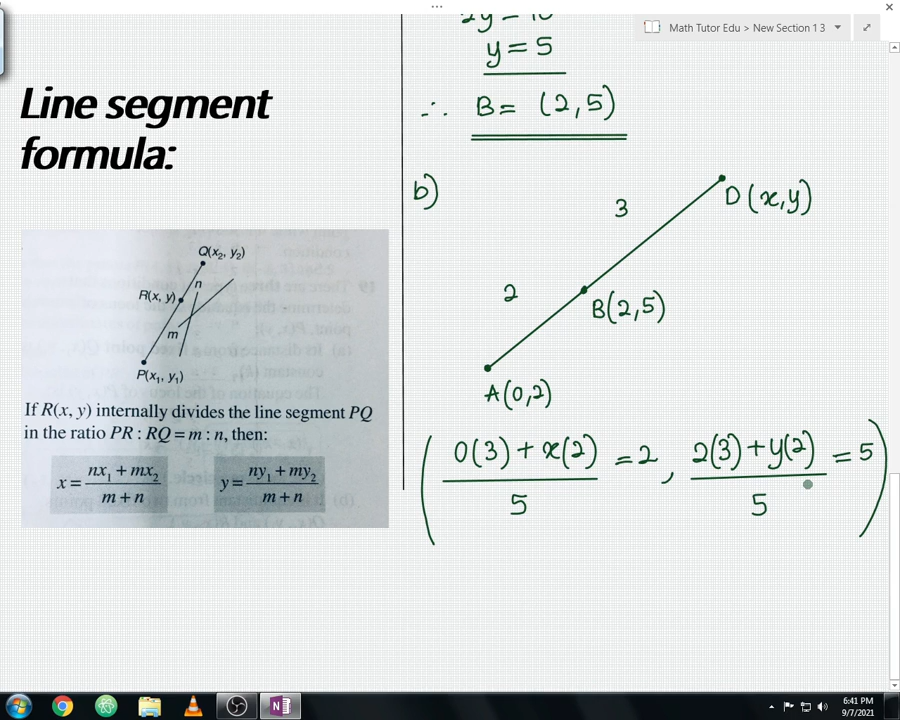 Math Tutor Edu > New Section 1 3
y = 5
∴ B = (2,5)
Line segment
formula:
b)
D(x,y)
3
2
B(2,5)
A(0,2)
Q(x₂, y₂)
n
R(x, y)
m
P(x₁, y₁)
If R(x, y) internally divides the line segment PQ
in the ratio PR : RQ = m : n, then:
x = nx₁ + mx₂ / m + n
y = ny₁ + my₂ / m + n
( 0(3) + x(2) / 5 = 2 , 2(3) + y(2) / 5 = 5 )
6:41 PM
9/7/2021